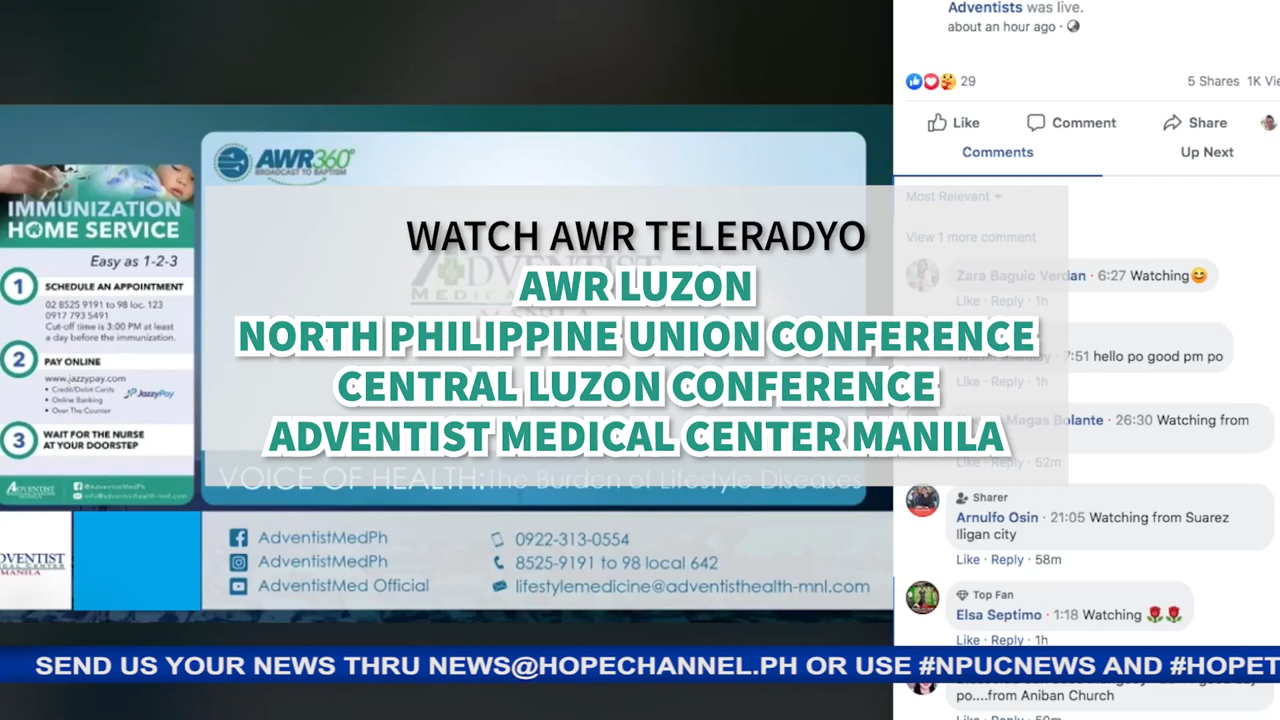 Adventists was live.
about an hour ago
29
5 Shares
Like
Comment
Share
Comments
Up Next
Most Relevant
View 1 more comment
Zara Baguio Verdan · 6:27 Watching
Like · Reply · 1h
7:51 hello po good pm po
Like · Reply · 1h
Magas Bolante · 26:30 Watching from
Like · Reply · 52m
Sharer
Arnulfo Osin · 21:05 Watching from Suarez
Iligan city
Like · Reply · 58m
Top Fan
Elsa Septimo · 1:18 Watching
Like · Reply · 1h
po....from Aniban Church
AWR360°
BROADCAST TO BAPTISM
IMMUNIZATION
HOME SERVICE
Easy as 1-2-3
1 SCHEDULE AN APPOINTMENT
02 8525 9191 to 98 loc. 123
0917 793 5491
Cut-off time is 3:00 PM at least
a day before the immunization.
2 PAY ONLINE
www.jazzypay.com
• Credit/Debit Cards
• Online Banking
• Over The Counter
JazzyPay
3 WAIT FOR THE NURSE
AT YOUR DOORSTEP
ADVENTIST
@AdventistMedPh
info@adventisthealth-mnl.com
WATCH AWR TELERADYO
AWR LUZON
NORTH PHILIPPINE UNION CONFERENCE
CENTRAL LUZON CONFERENCE
ADVENTIST MEDICAL CENTER MANILA
VOICE OF HEALTH: The Burden of Lifestyle Diseases
AdventistMedPh
AdventistMedPh
AdventistMed Official
0922-313-0554
8525-9191 to 98 local 642
lifestylemedicine@adventisthealth-mnl.com
MANILA
SEND US YOUR NEWS THRU NEWS@HOPECHANNEL.PH OR USE #NPUCNEWS AND #HOPET